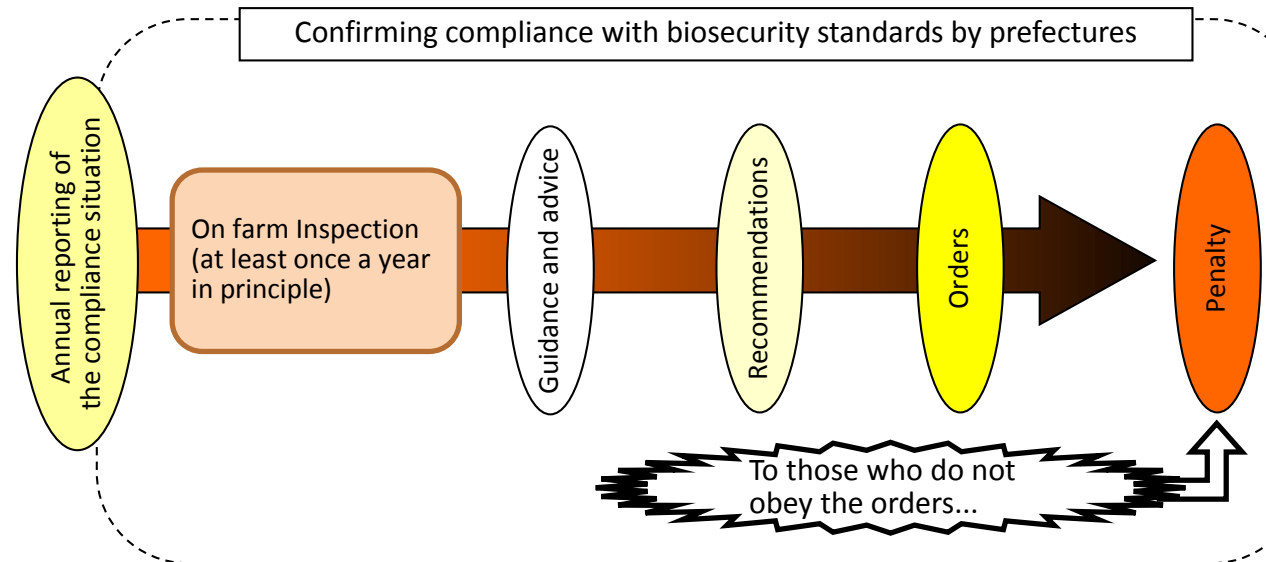 Confirming compliance with biosecurity standards by prefectures
Annual reporting of
the compliance situation
On farm Inspection
(at least once a year
in principle)
Guidance and advice
Recommendations
Orders
Penalty
To those who do not
obey the orders...